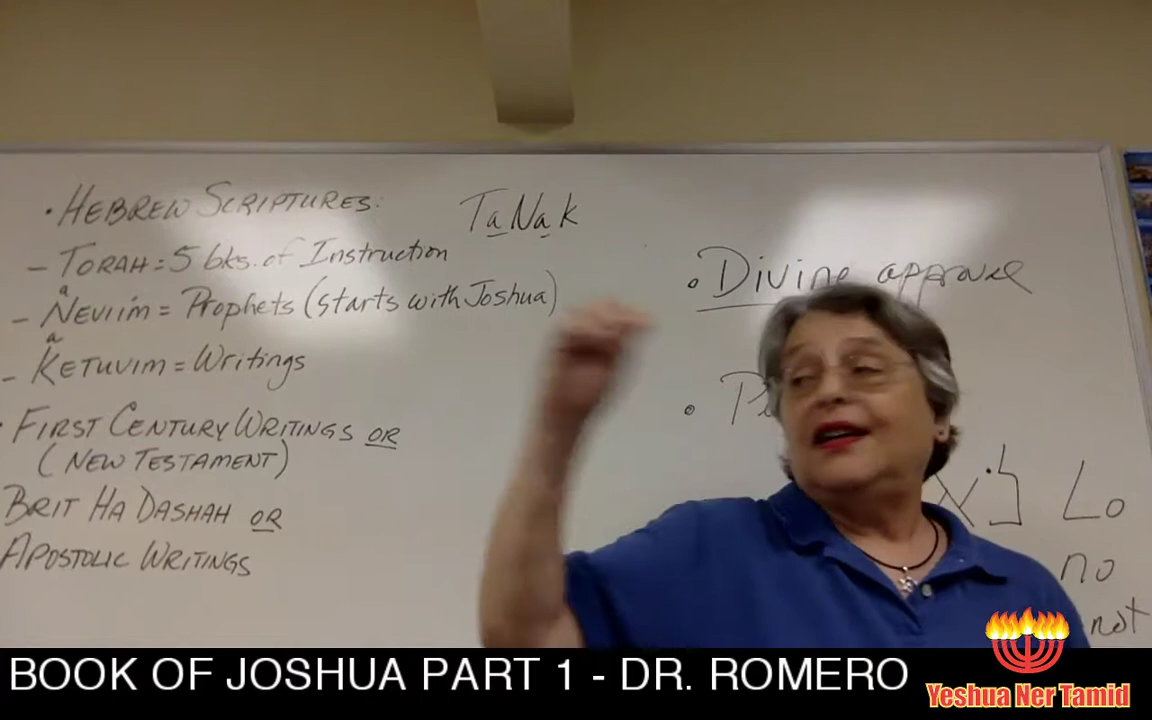 • HEBREW SCRIPTURES:
TaNak
- TORAH = 5 bks. of Instruction
a
- NEVIIM = Prophets (starts with Joshua)
a
- KETUVIM = Writings
• FIRST CENTURY WRITINGS OR
(NEW TESTAMENT)
BRIT HA DASHAH OR
APOSTOLIC WRITINGS
• Divine approval
•
לֹא Lo
no
not
BOOK OF JOSHUA PART 1 - DR. ROMERO
Yeshua Ner Tamid